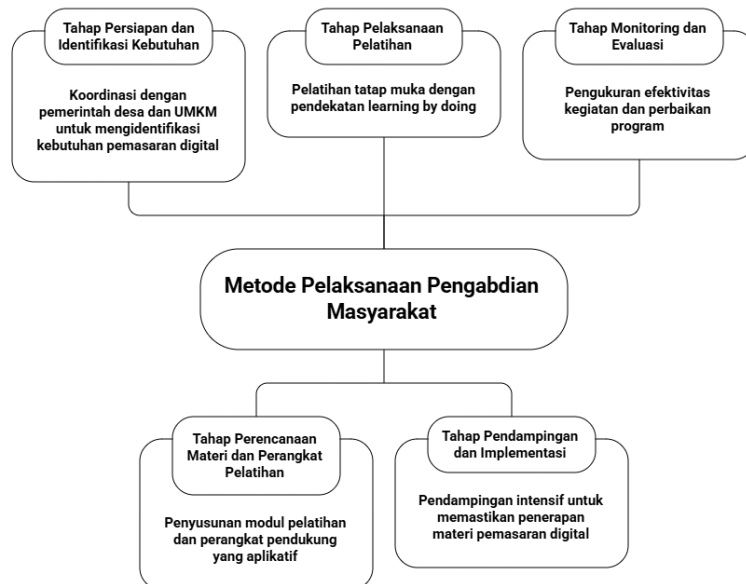 Tahap Persiapan dan
Identifikasi Kebutuhan
Koordinasi dengan
pemerintah desa dan UMKM
untuk mengidentifikasi
kebutuhan pemasaran digital
Tahap Pelaksanaan
Pelatihan
Pelatihan tatap muka dengan
pendekatan learning by doing
Tahap Monitoring dan
Evaluasi
Pengukuran efektivitas
kegiatan dan perbaikan
program
Metode Pelaksanaan Pengabdian
Masyarakat
Tahap Perencanaan
Materi dan Perangkat
Pelatihan
Penyusunan modul pelatihan
dan perangkat pendukung
yang aplikatif
Tahap Pendampingan
dan Implementasi
Pendampingan intensif untuk
memastikan penerapan
materi pemasaran digital